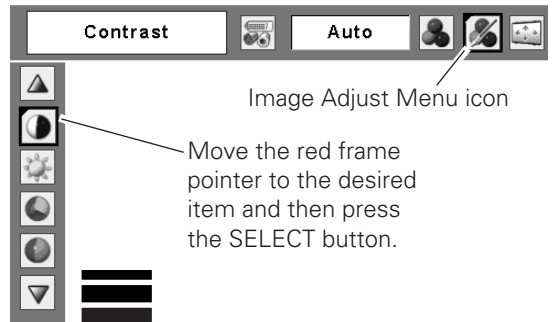 Contrast
Auto
Image Adjust Menu icon
Move the red frame
pointer to the desired
item and then press
the SELECT button.